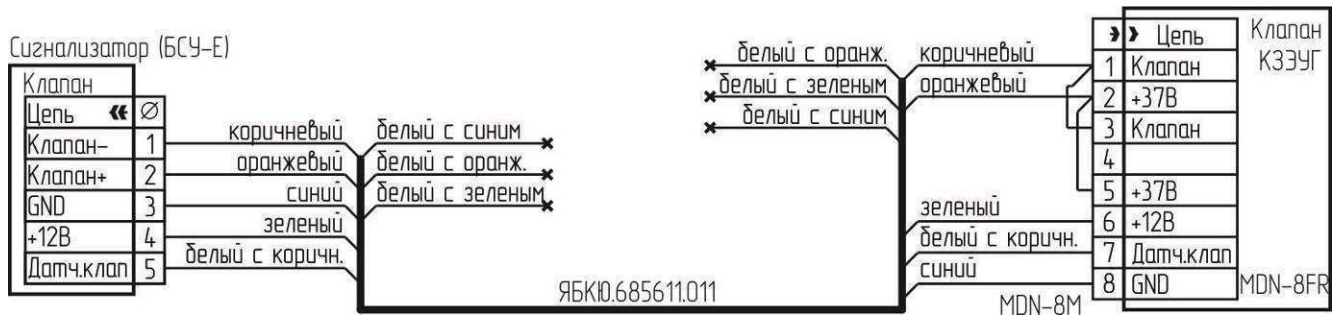 Сигнализатор (БСУ-Е)
Клапан
Цепь ⌀
Клапан- 1
Клапан+ 2
GND 3
+12В 4
Датч.клап 5
коричневый
оранжевый
синий
зеленый
белый с коричн.
белый с синим
белый с оранж.
белый с зеленым
ЯБКЮ.685611.011
белый с оранж.
белый с зеленым
белый с синим
коричневый
оранжевый
зеленый
белый с коричн.
синий
MDN-8M
Цепь
1 Клапан
2 +37В
3 Клапан
4
5 +37В
6 +12В
7 Датч.клап
8 GND
Клапан
КЗЭУГ
MDN-8FR